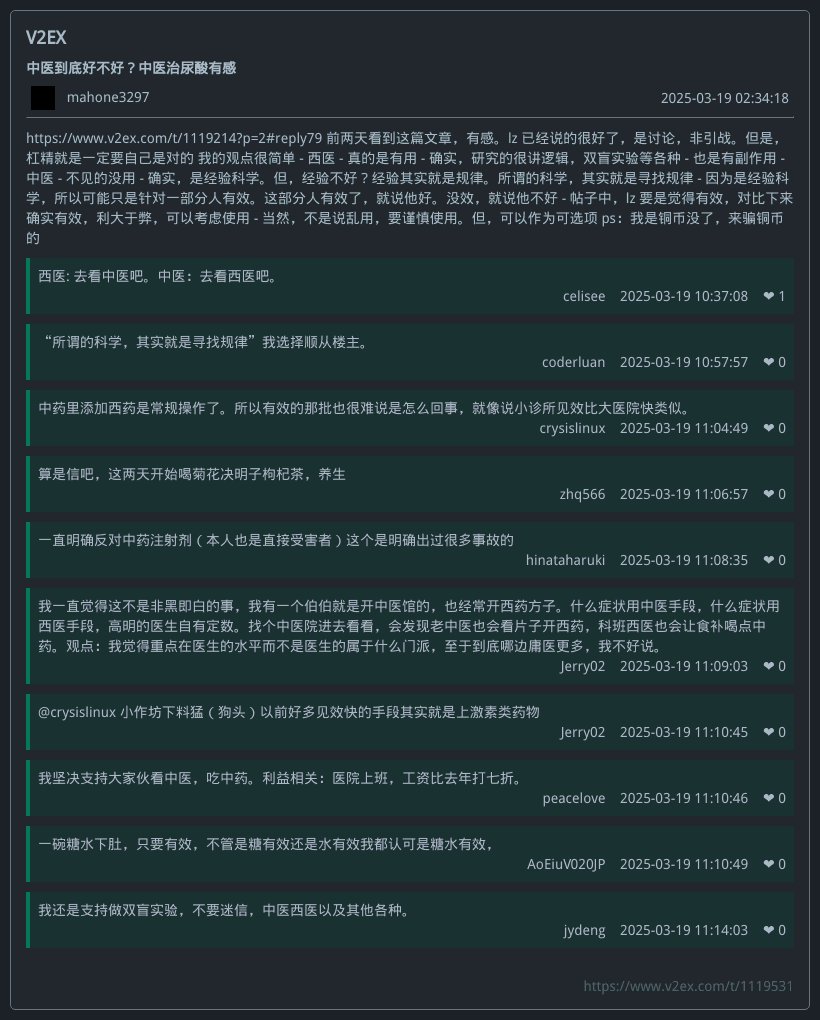 V2EX
中医到底好不好？中医治尿酸有感
mahone3297 2025-03-19 02:34:18
https://www.v2ex.com/t/1119214?p=2#reply79 前两天看到这篇文章，有感。lz 已经说的很好了，是讨论，非引战。但是，
杠精就是一定要自己是对的 我的观点很简单 - 西医 - 真的是有用 - 确实，研究的很讲逻辑，双盲实验等各种 - 也是有副作用 -
中医 - 不见的没用 - 确实，是经验科学。但，经验不好？经验其实就是规律。所谓的科学，其实就是寻找规律 - 因为是经验科
学，所以可能只是针对一部分人有效。这部分人有效了，就说他好。没效，就说他不好 - 帖子中，lz 要是觉得有效，对比下来
确实有效，利大于弊，可以考虑使用 - 当然，不是说乱用，要谨慎使用。但，可以作为可选项 ps：我是铜币没了，来骗铜币
的
西医: 去看中医吧。中医：去看西医吧。
celisee 2025-03-19 10:37:08 ❤ 1
“所谓的科学，其实就是寻找规律”我选择顺从楼主。
coderluan 2025-03-19 10:57:57 ❤ 0
中药里添加西药是常规操作了。所以有效的那批也很难说是怎么回事，就像说小诊所见效比大医院快类似。
crysislinux 2025-03-19 11:04:49 ❤ 0
算是信吧，这两天开始喝菊花决明子枸杞茶，养生
zhq566 2025-03-19 11:06:57 ❤ 0
一直明确反对中药注射剂（本人也是直接受害者）这个是明确出过很多事故的
hinataharuki 2025-03-19 11:08:35 ❤ 0
我一直觉得这不是非黑即白的事，我有一个伯伯就是开中医馆的，也经常开西药方子。什么症状用中医手段，什么症状用
西医手段，高明的医生自有定数。找个中医院进去看看，会发现老中医也会看片子开西药，科班西医也会让食补喝点中
药。观点：我觉得重点在医生的水平而不是医生的属于什么门派，至于到底哪边庸医更多，我不好说。
Jerry02 2025-03-19 11:09:03 ❤ 0
@crysislinux 小作坊下料猛（狗头）以前好多见效快的手段其实就是上激素类药物
Jerry02 2025-03-19 11:10:45 ❤ 0
我坚决支持大家伙看中医，吃中药。利益相关：医院上班，工资比去年打七折。
peacelove 2025-03-19 11:10:46 ❤ 0
一碗糖水下肚，只要有效，不管是糖有效还是水有效我都认可是糖水有效，
AoEiuV020JP 2025-03-19 11:10:49 ❤ 0
我还是支持做双盲实验，不要迷信，中医西医以及其他各种。
jydeng 2025-03-19 11:14:03 ❤ 0
https://www.v2ex.com/t/1119531